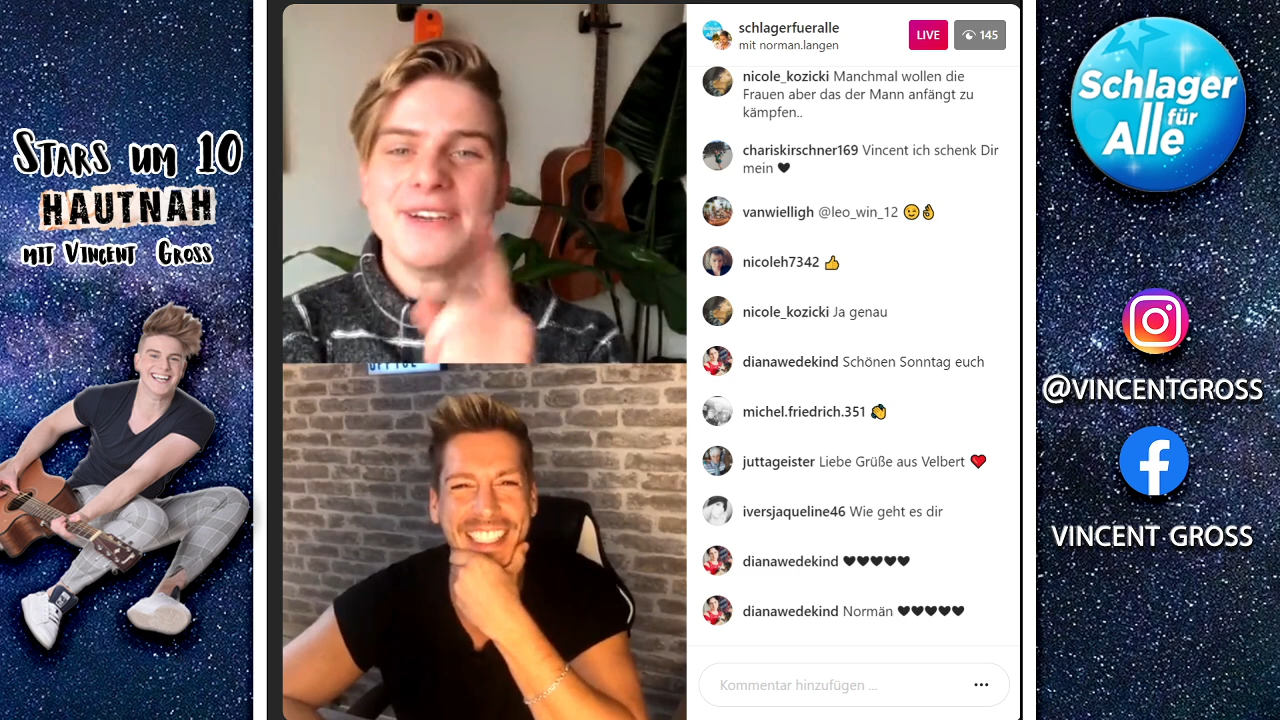 STARS UM 10
HAUTNAH
MIT VINCENT GROSS
schlagerfueralle
mit norman.langen
LIVE
145
nicole_kozicki Manchmal wollen die
Frauen aber das der Mann anfängt zu
kämpfen..
chariskirschner169 Vincent ich schenk Dir
mein 🖤
vanwielligh @leo_win_12 😉👌
nicoleh7342 👍
nicole_kozicki Ja genau
dianawedekind Schönen Sonntag euch
michel.friedrich.351 👏
juttageister Liebe Grüße aus Velbert ❤️
iversjaqueline46 Wie geht es dir
dianawedekind 🖤🖤🖤🖤🖤
dianawedekind Normän 🖤🖤🖤🖤🖤
Kommentar hinzufügen ...
Schlager
für
Alle
@VINCENTGROSS
VINCENT GROSS